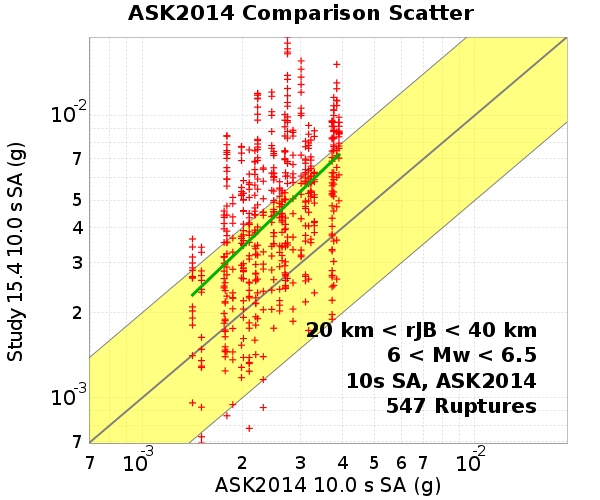 ASK2014 Comparison Scatter
Study 15.4 10.0 s SA (g)
10-2
7
5
4
3
2
10-3
7
20 km < rJB < 40 km
6 < Mw < 6.5
10s SA, ASK2014
547 Ruptures
7 10-3 2 3 4 5 6 7 10-2
ASK2014 10.0 s SA (g)